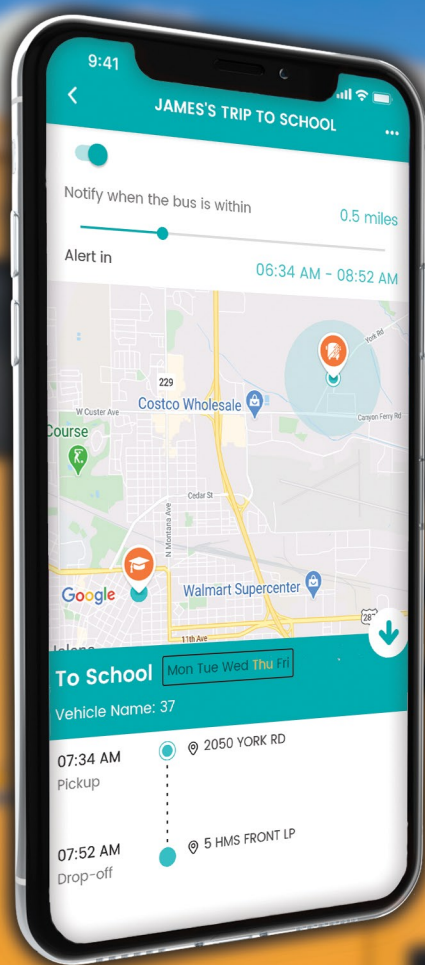 9:41
JAMES'S TRIP TO SCHOOL
Notify when the bus is within
0.5 miles
Alert in
06:34 AM - 08:52 AM
York Rd
229
Costco Wholesale
W Custer Ave
Canyon Ferry Rd
Course
Cedar St
N Montana Ave
Google
Walmart Supercenter
287
11th Ave
To School Mon Tue Wed Thu Fri
Vehicle Name: 37
07:34 AM 2050 YORK RD
Pickup
07:52 AM 5 HMS FRONT LP
Drop-off